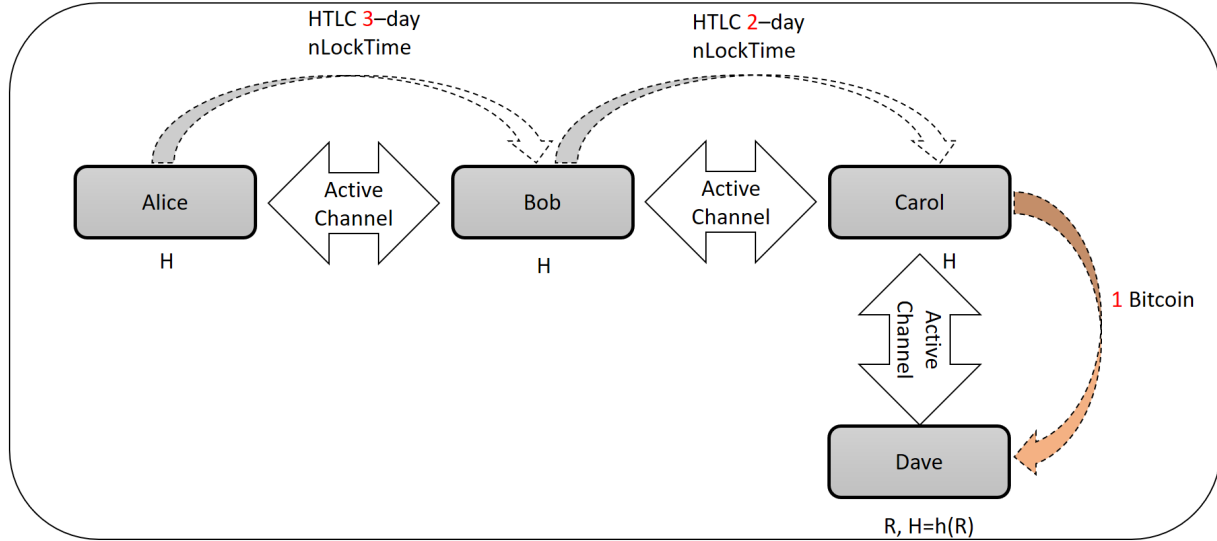 HTLC 3–day
nLockTime
HTLC 2–day
nLockTime
Alice
Active
Channel
Bob
Active
Channel
Carol
H
H
H
Active
Channel
1 Bitcoin
Dave
R, H=h(R)